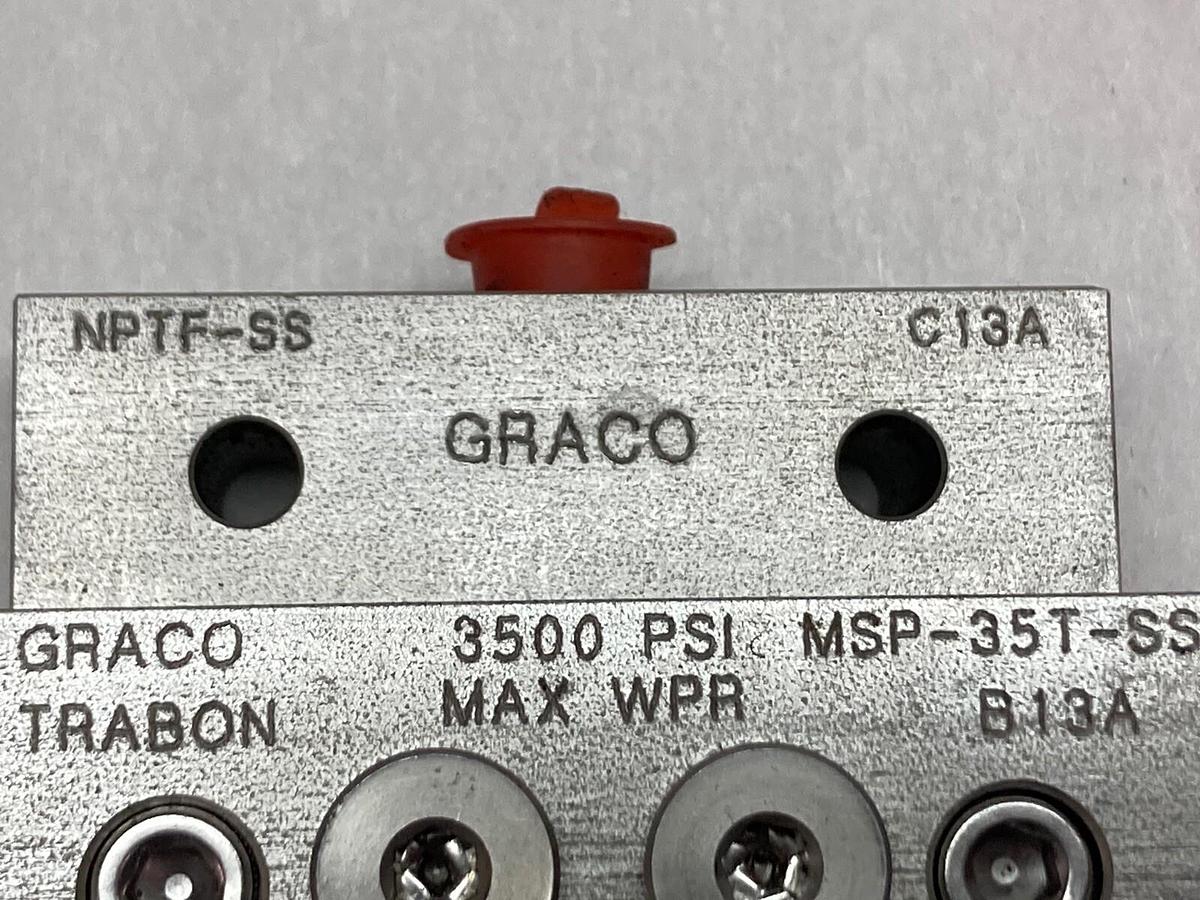 NPTF-SS C13A
GRACO
GRACO 3500 PSI MSP-35T-SS
TRABON MAX WPR B13A